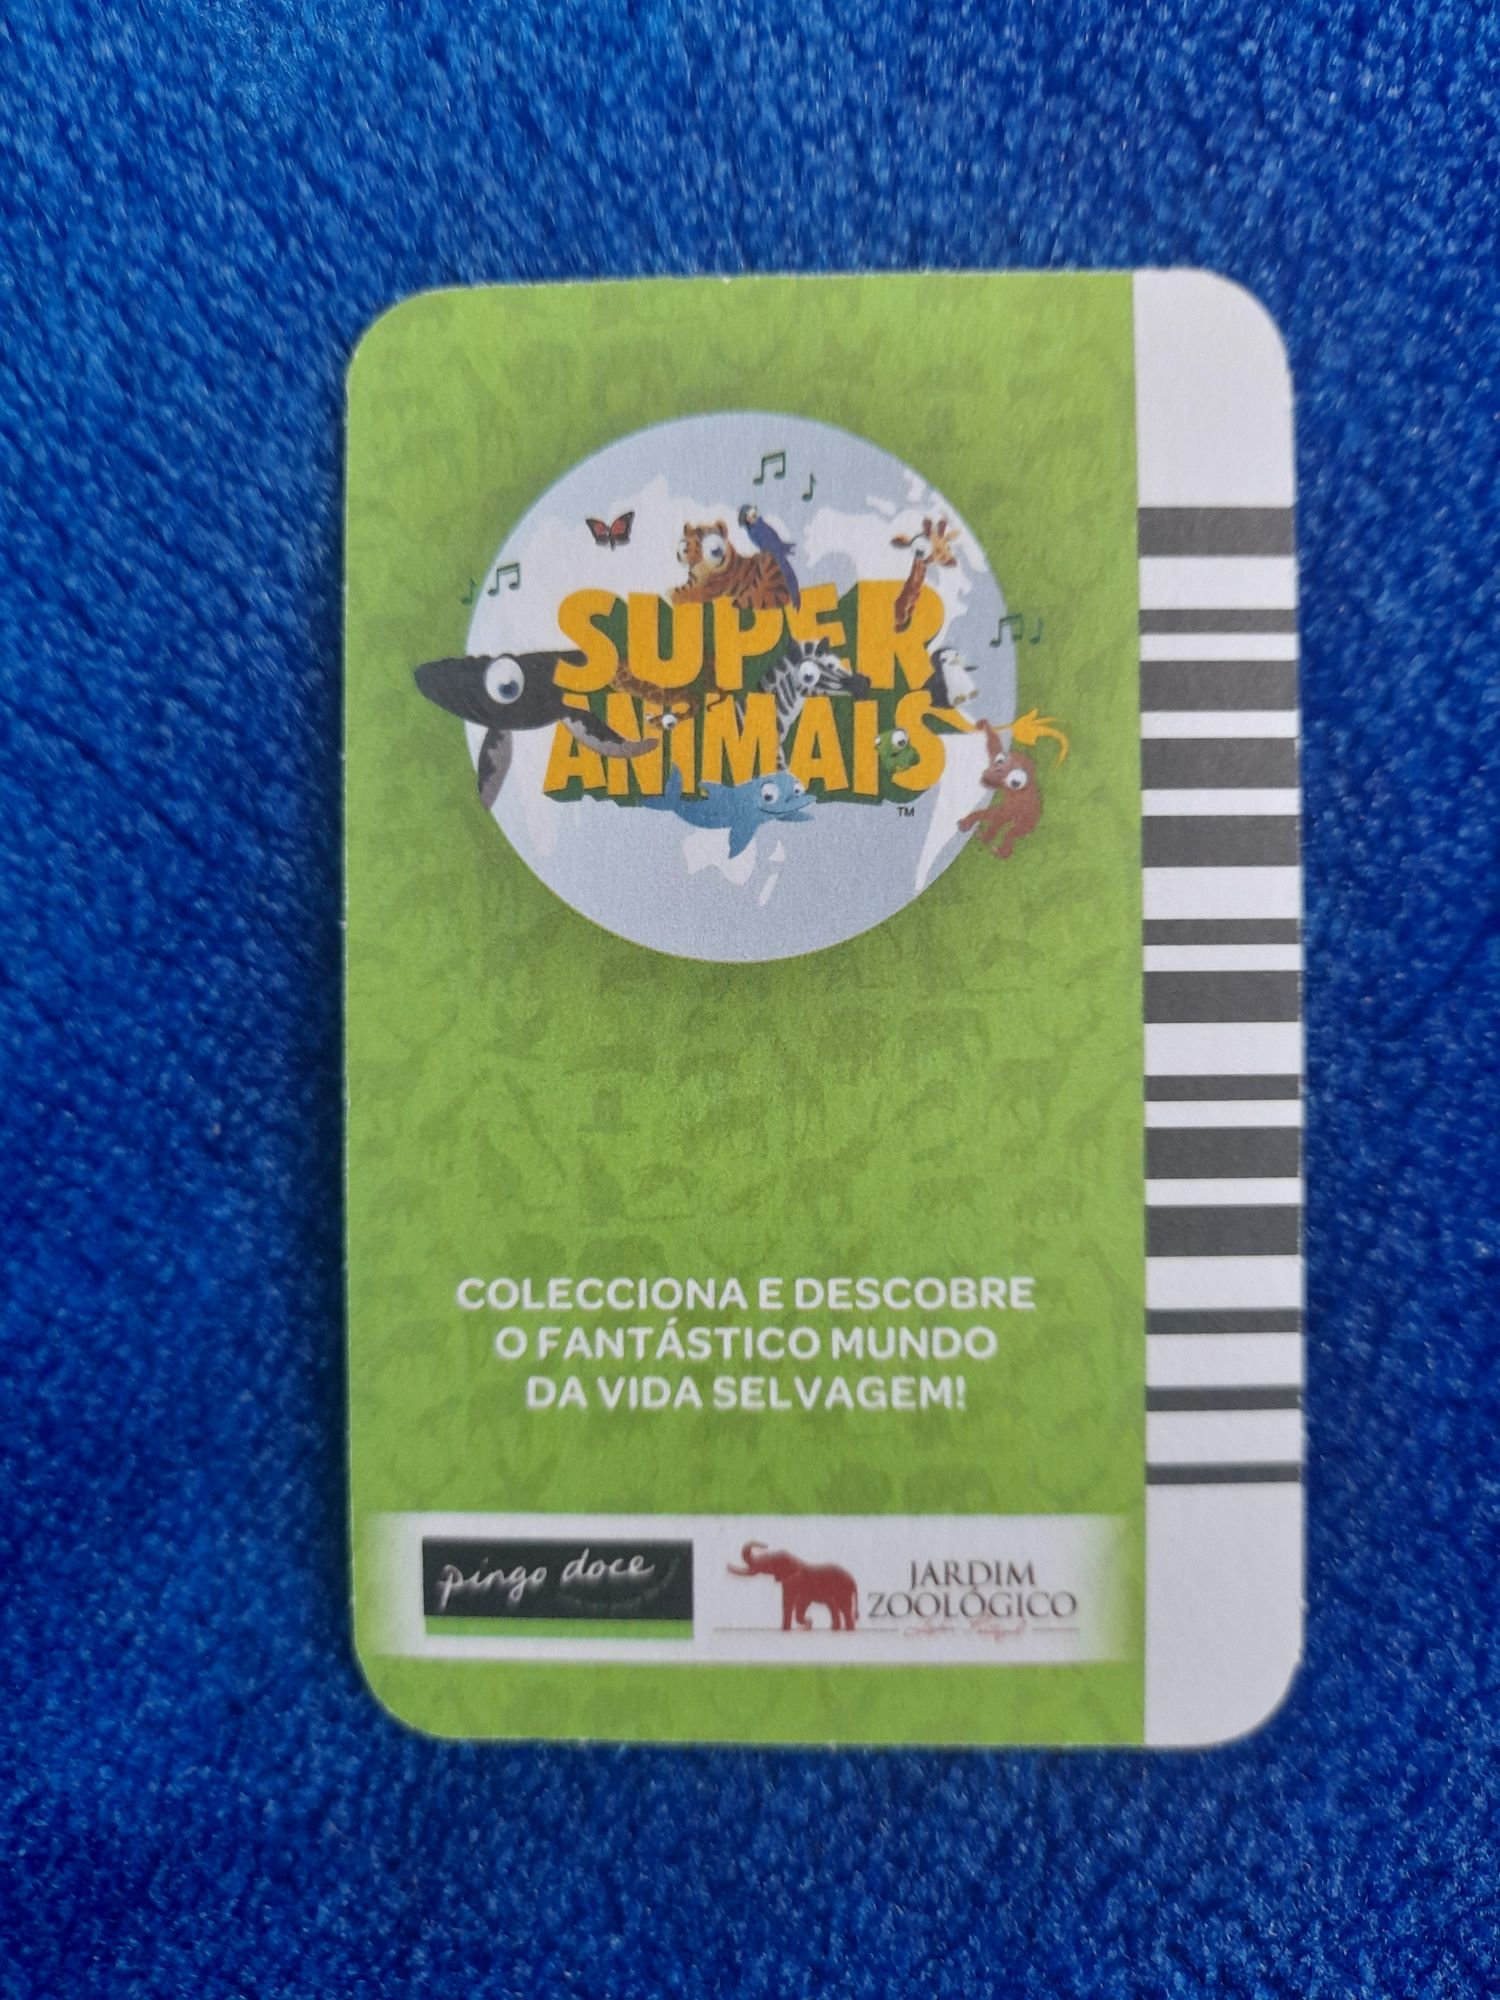 SUPER
ANIMAIS
TM
COLECCIONA E DESCOBRE
O FANTÁSTICO MUNDO
DA VIDA SELVAGEM!
pingo doce
JARDIM
ZOOLÓGICO